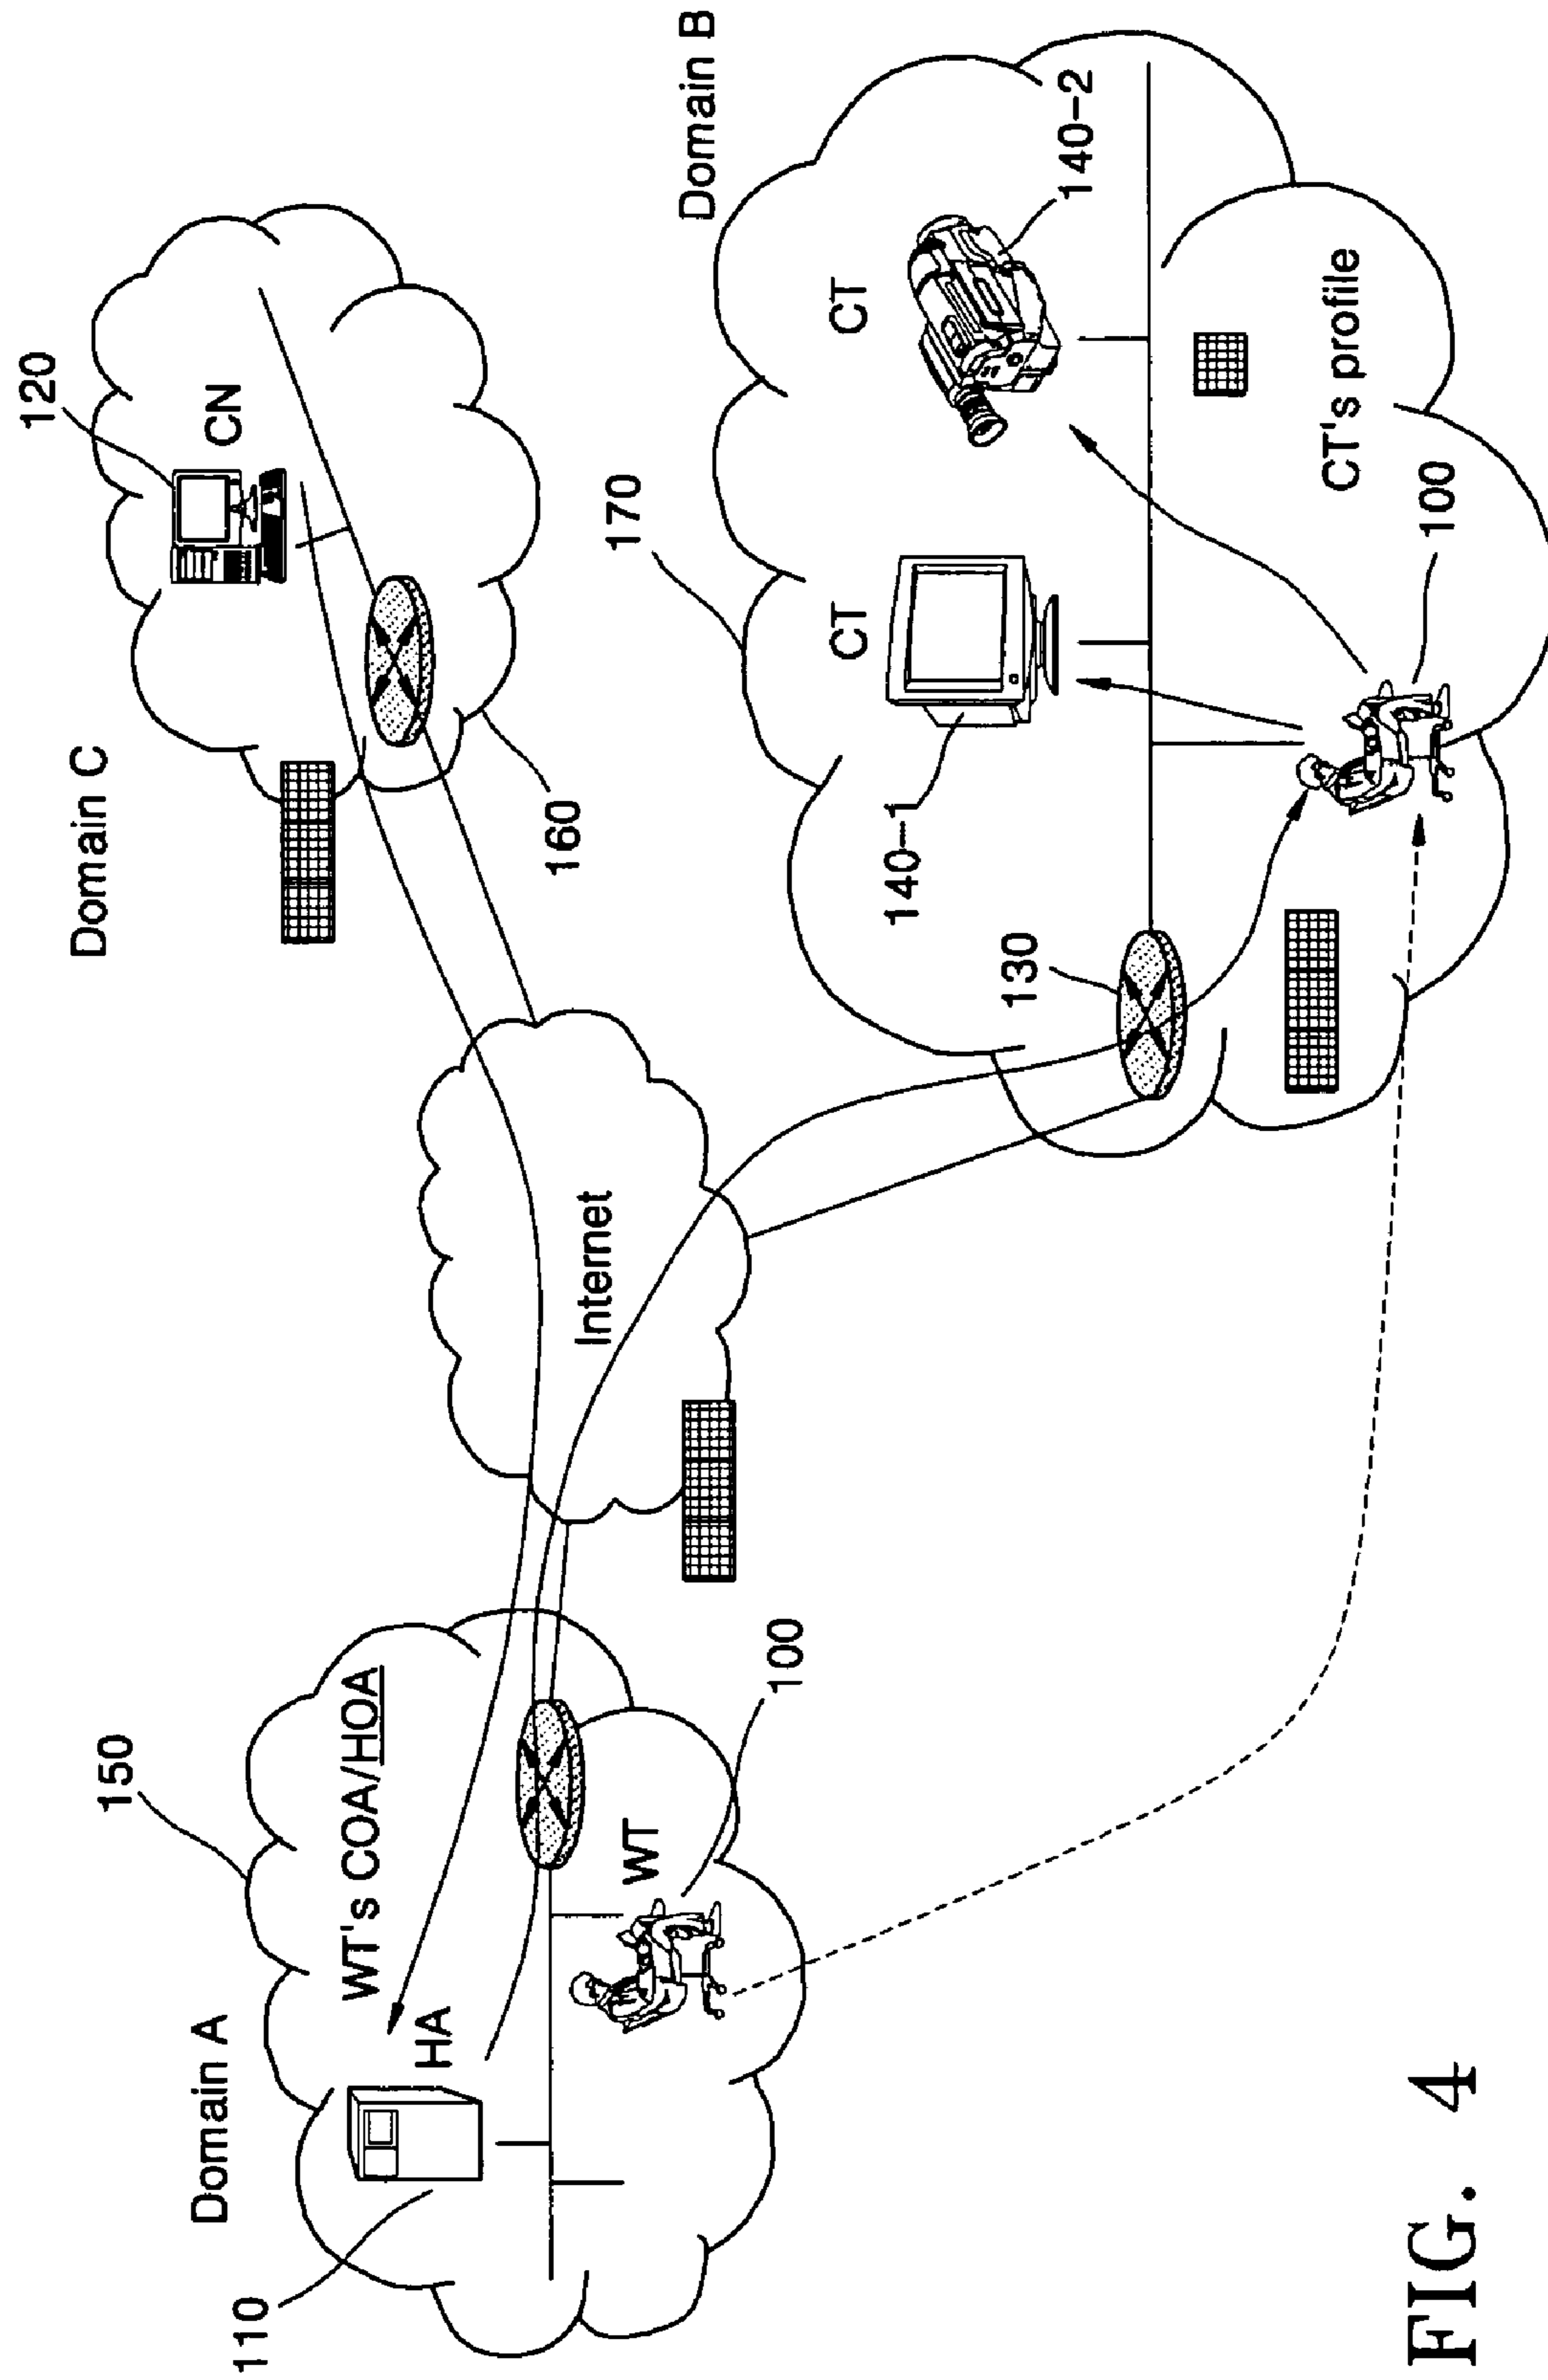 Domain A
Domain C
Domain B
110
150
WT's COA/HOA
HA
WT
100
Internet
120
CN
160
170
130
140-1
CT
CT
140-2
CT's profile
100
FIG. 4